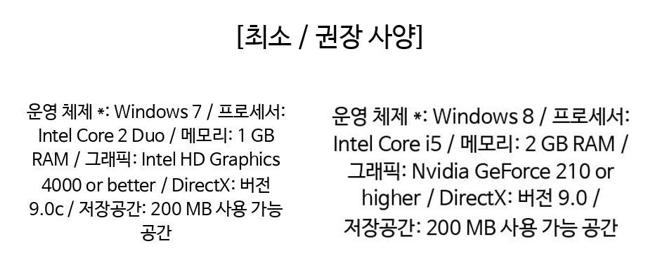 [최소 / 권장 사양]
운영 체제 *: Windows 7 / 프로세서:
Intel Core 2 Duo / 메모리: 1 GB
RAM / 그래픽: Intel HD Graphics
4000 or better / DirectX: 버전
9.0c / 저장공간: 200 MB 사용 가능
공간
운영 체제 *: Windows 8 / 프로세서:
Intel Core i5 / 메모리: 2 GB RAM /
그래픽: Nvidia GeForce 210 or
higher / DirectX: 버전 9.0 /
저장공간: 200 MB 사용 가능 공간